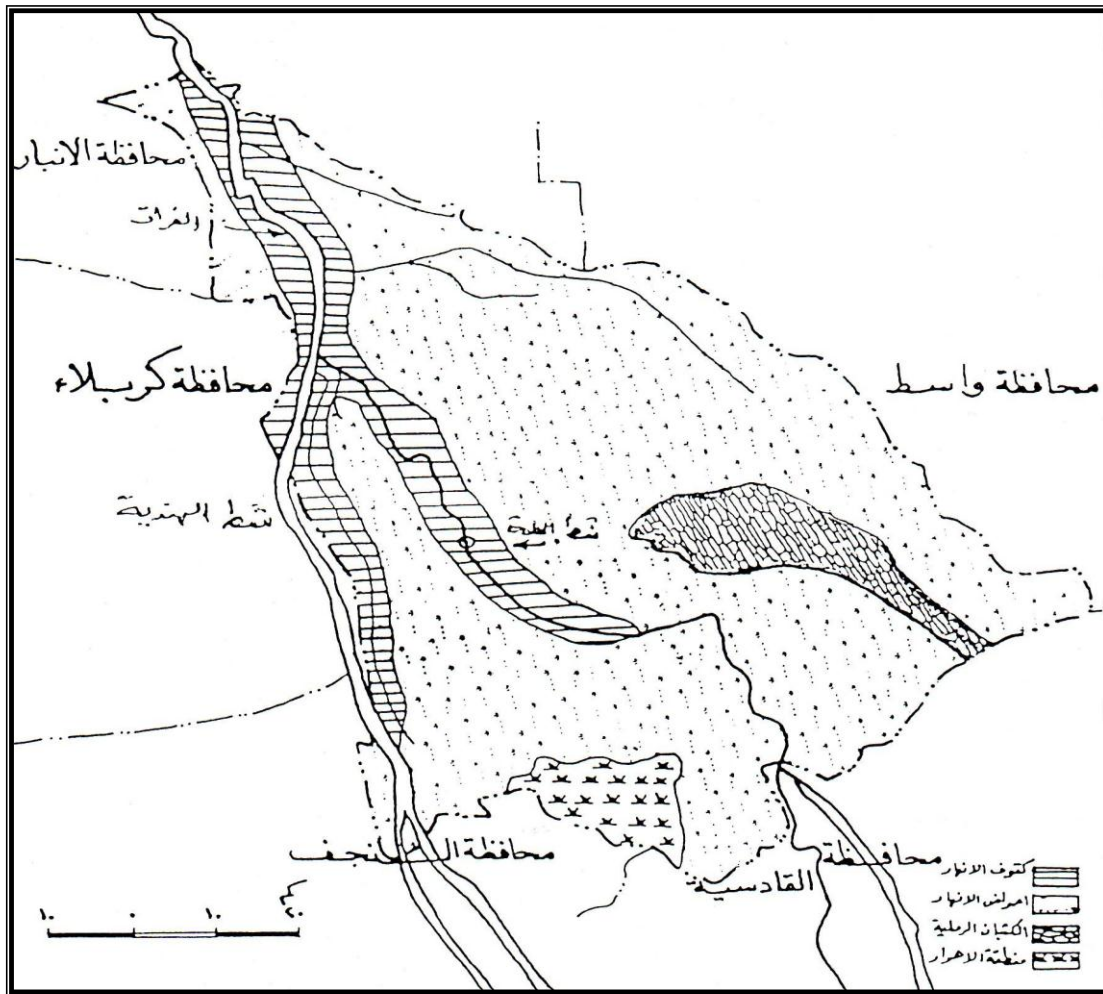 محافظة الانبار
الفرات
محافظة كربلاء
محافظة واسط
شط الهندية
شط الحلة
محافظة النجف
محافظة
القادسية
كتوف الانهار
احواض الانهار
الكثبان الرملية
منطقة الاهوار
كم
١٠ ٠ ١٠ ٢٠